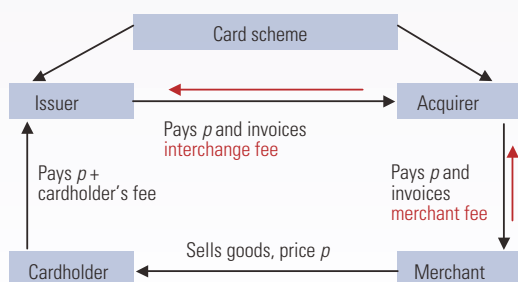 Card scheme
Issuer
Acquirer
Pays p and invoices
interchange fee
Pays p +
cardholder's fee
Pays p and
invoices
merchant fee
Sells goods, price p
Cardholder
Merchant